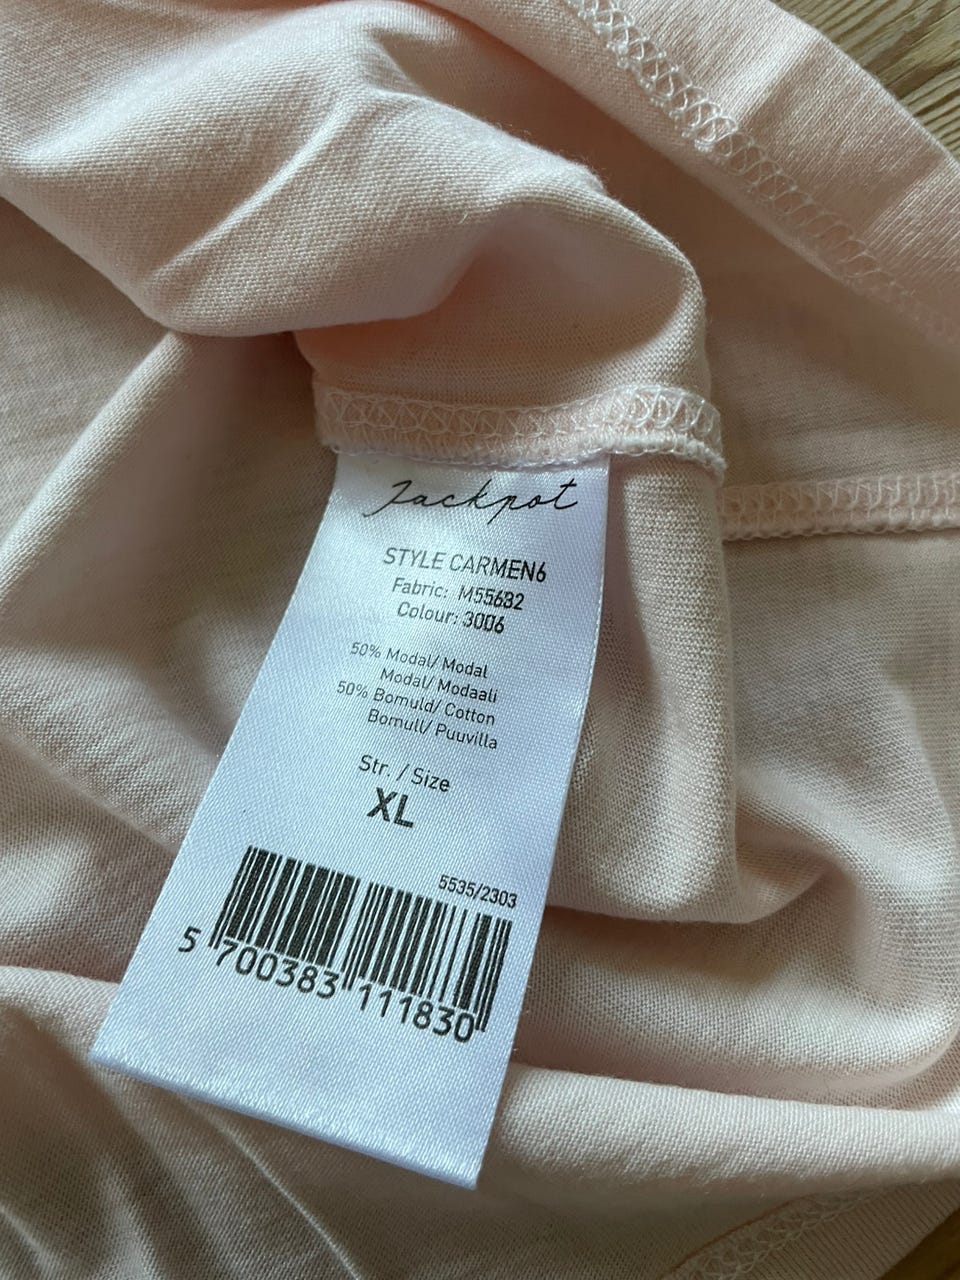 Jackpot
STYLE CARMEN6
Fabric: M55682
Colour: 3006
50% Modal/ Modal
Modal/ Modaali
50% Bomuld/ Cotton
Bomull/ Puuvilla
Str. / Size
XL
5535/2303
5 700383 111830